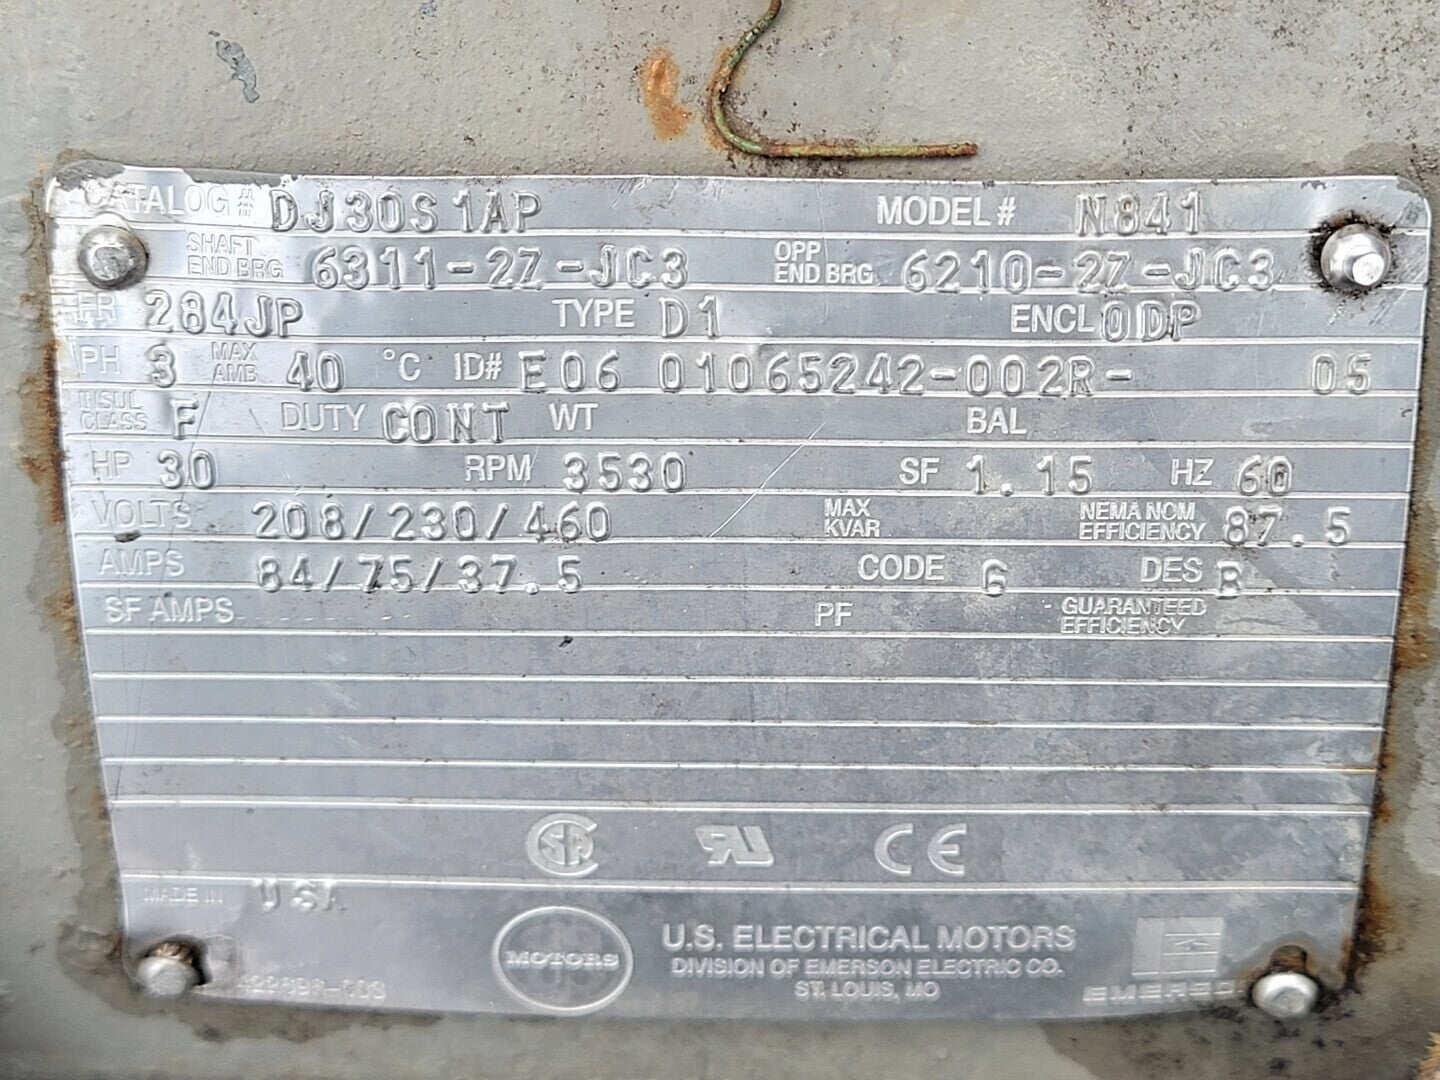 CATALOG # DJ30S1AP MODEL # N841
SHAFT END BRG 6311-2Z-JC3 OPP END BRG 6210-2Z-JC3
FR 284JP TYPE D1 ENCL ODP
PH 3 MAX AMB 40 °C ID# E06 01065242-002R- 05
INSUL CLASS F DUTY CONT WT BAL
HP 30 RPM 3530 SF 1.15 HZ 60
VOLTS 208/230/460 MAX KVAR NEMA NOM EFFICIENCY 87.5
AMPS 84/75/37.5 CODE G DES B
SF AMPS PF GUARANTEED EFFICIENCY
SA RU CE
MADE IN USA
MOTORS
U.S. ELECTRICAL MOTORS
DIVISION OF EMERSON ELECTRIC CO.
ST. LOUIS, MO